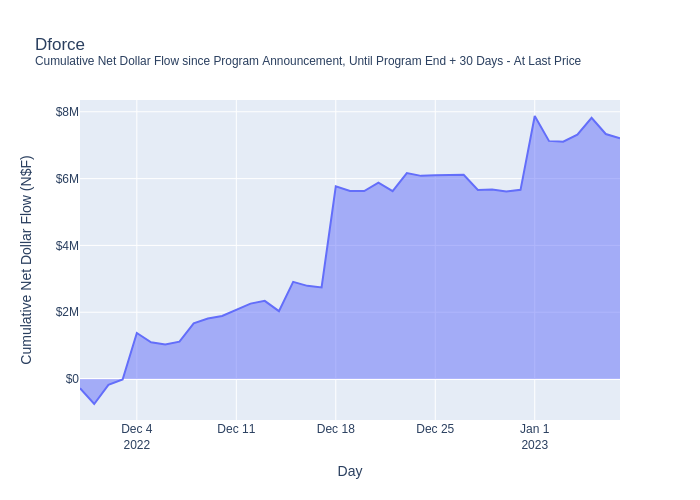 Dforce
Cumulative Net Dollar Flow since Program Announcement, Until Program End + 30 Days - At Last Price
Cumulative Net Dollar Flow (N$F)
$8M
$6M
$4M
$2M
$0
Dec 4
2022
Dec 11
Dec 18
Dec 25
Jan 1
2023
Day